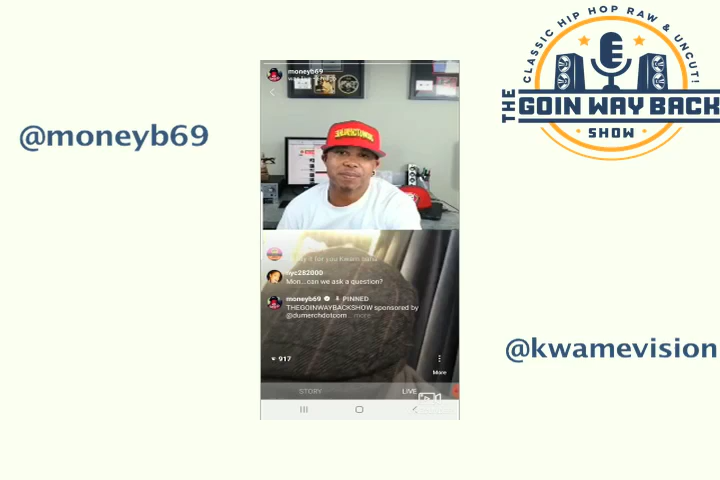 CLASSIC HIP HOP RAW & UNCUT!
THE
GOIN WAY BACK
SHOW
@moneyb69
moneyb69
nyc282000
Mon...can we ask a question?
moneyb69 PINNED
THEGOINWAYBACKSHOW sponsored by
@dumerchdotcom .. more
917
More
STORY
LIVE
@kwamevision